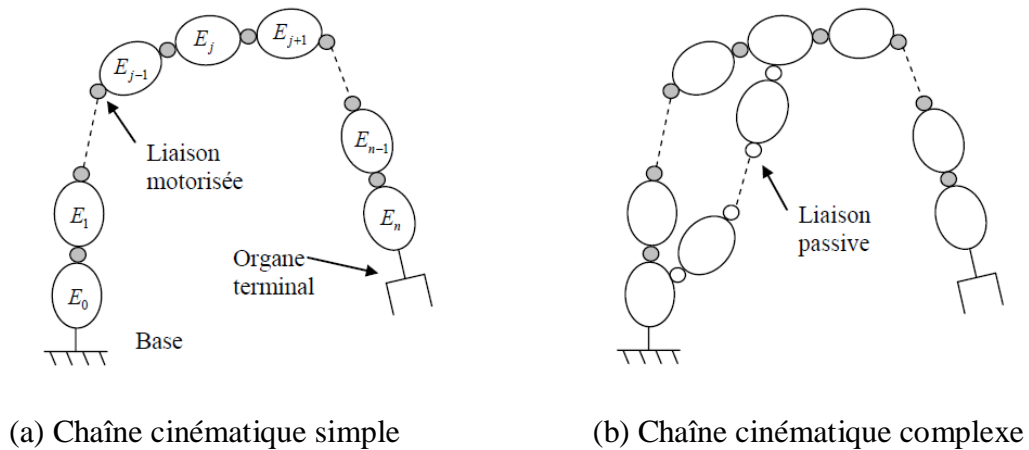 E_{j-1}
E_j
E_{j+1}
Liaison
motorisée
E_{n-1}
E_1
E_n
Organe
terminal
E_0
Base
Liaison
passive
(a) Chaîne cinématique simple
(b) Chaîne cinématique complexe